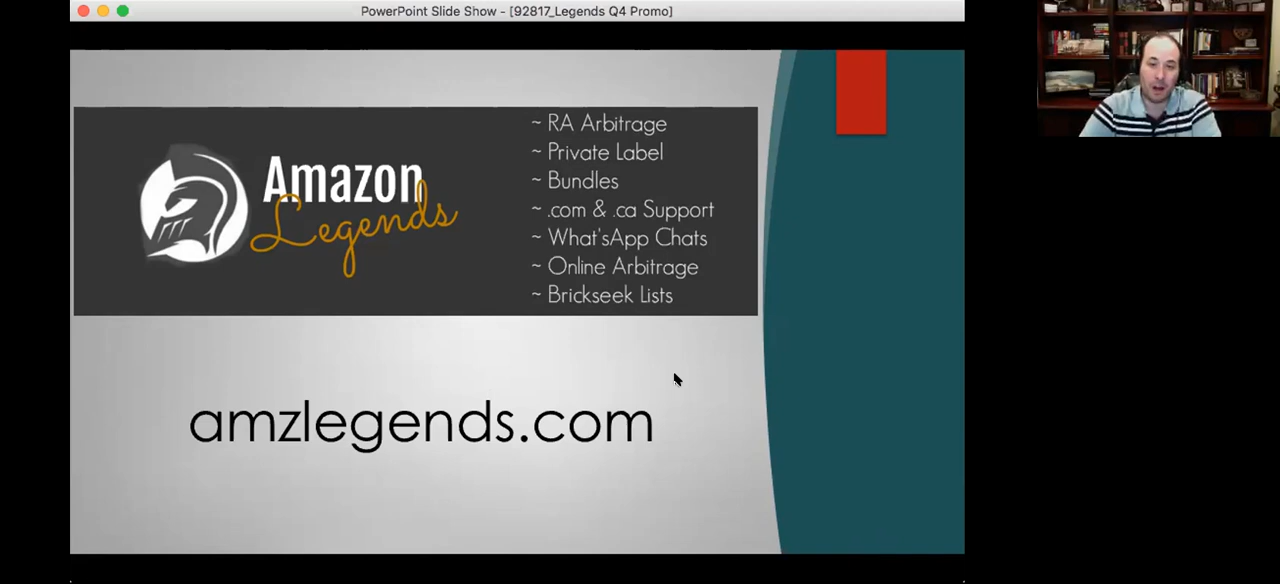 PowerPoint Slide Show - [92817_Legends Q4 Promo]
Amazon
Legends
~ RA Arbitrage
~ Private Label
~ Bundles
~ .com & .ca Support
~ What'sApp Chats
~ Online Arbitrage
~ Brickseek Lists
amzlegends.com